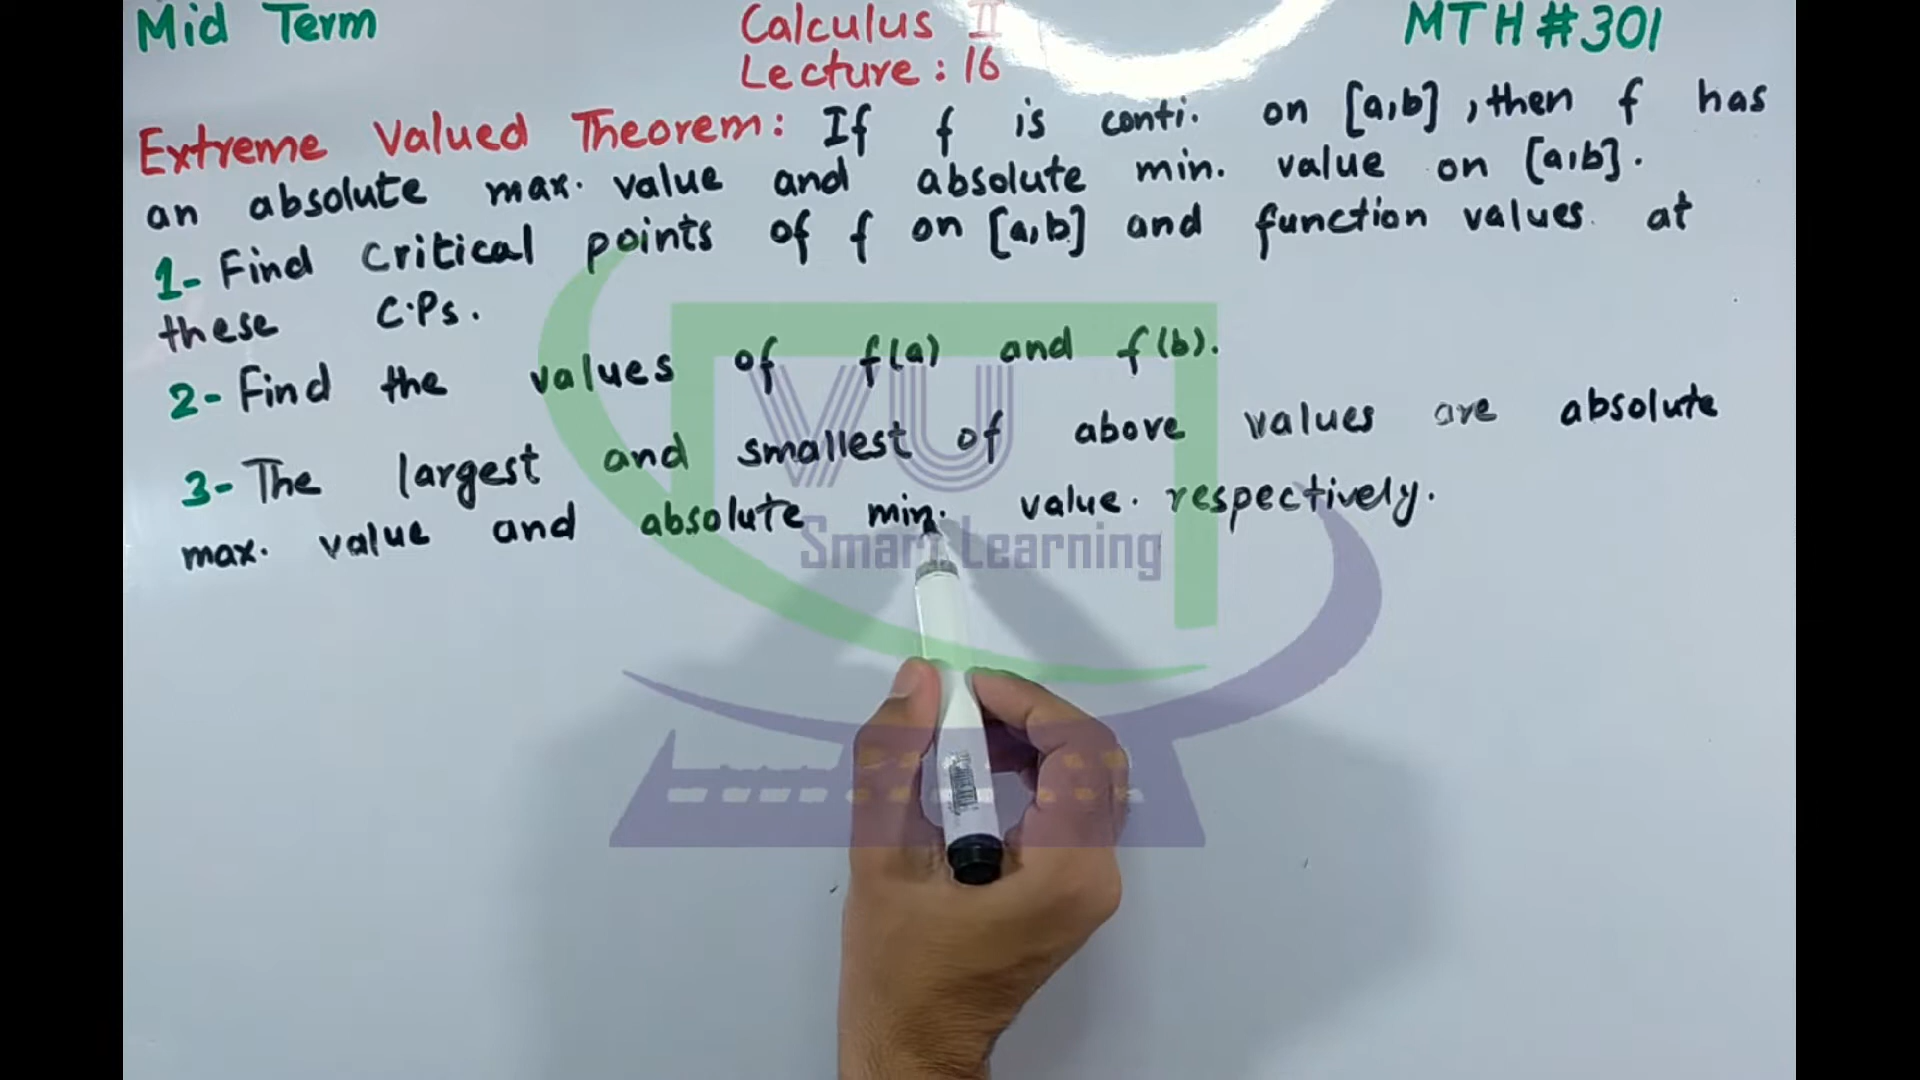 Mid Term
Calculus II
MTH#301
Lecture: 16
Extreme Valued Theorem: If f is conti. on [a,b], then f has
an absolute max. value and absolute min. value on [a,b].
1- Find critical points of f on [a,b] and function values at
these C.Ps.
2- Find the values of f(a) and f(b).
3- The largest and smallest of above values are absolute
max. value and absolute min. value. respectively.
VU
Smart Learning